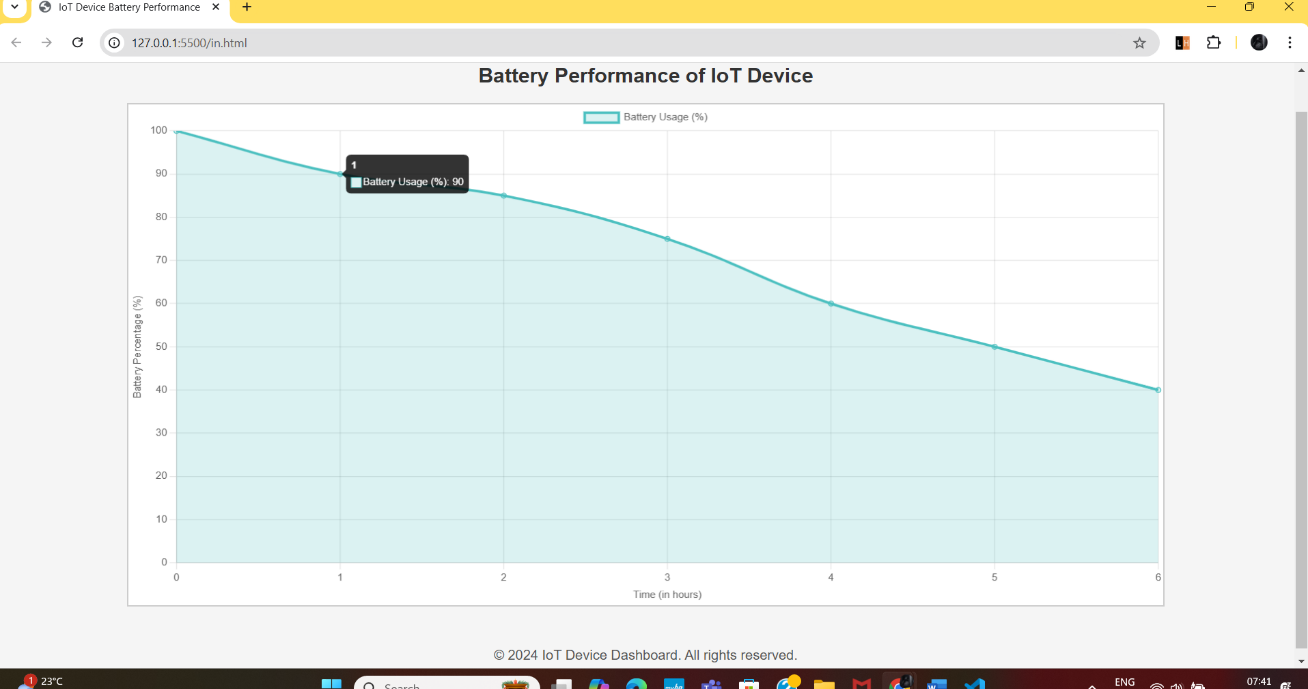 IoT Device Battery Performance
127.0.0.1:5500/in.html
Battery Performance of IoT Device
Battery Usage (%)
100
90
80
70
60
50
40
30
20
10
0
Battery Percentage (%)
1
Battery Usage (%): 90
0 1 2 3 4 5 6
Time (in hours)
© 2024 IoT Device Dashboard. All rights reserved.
1
23°C
Search
ENG
07:41